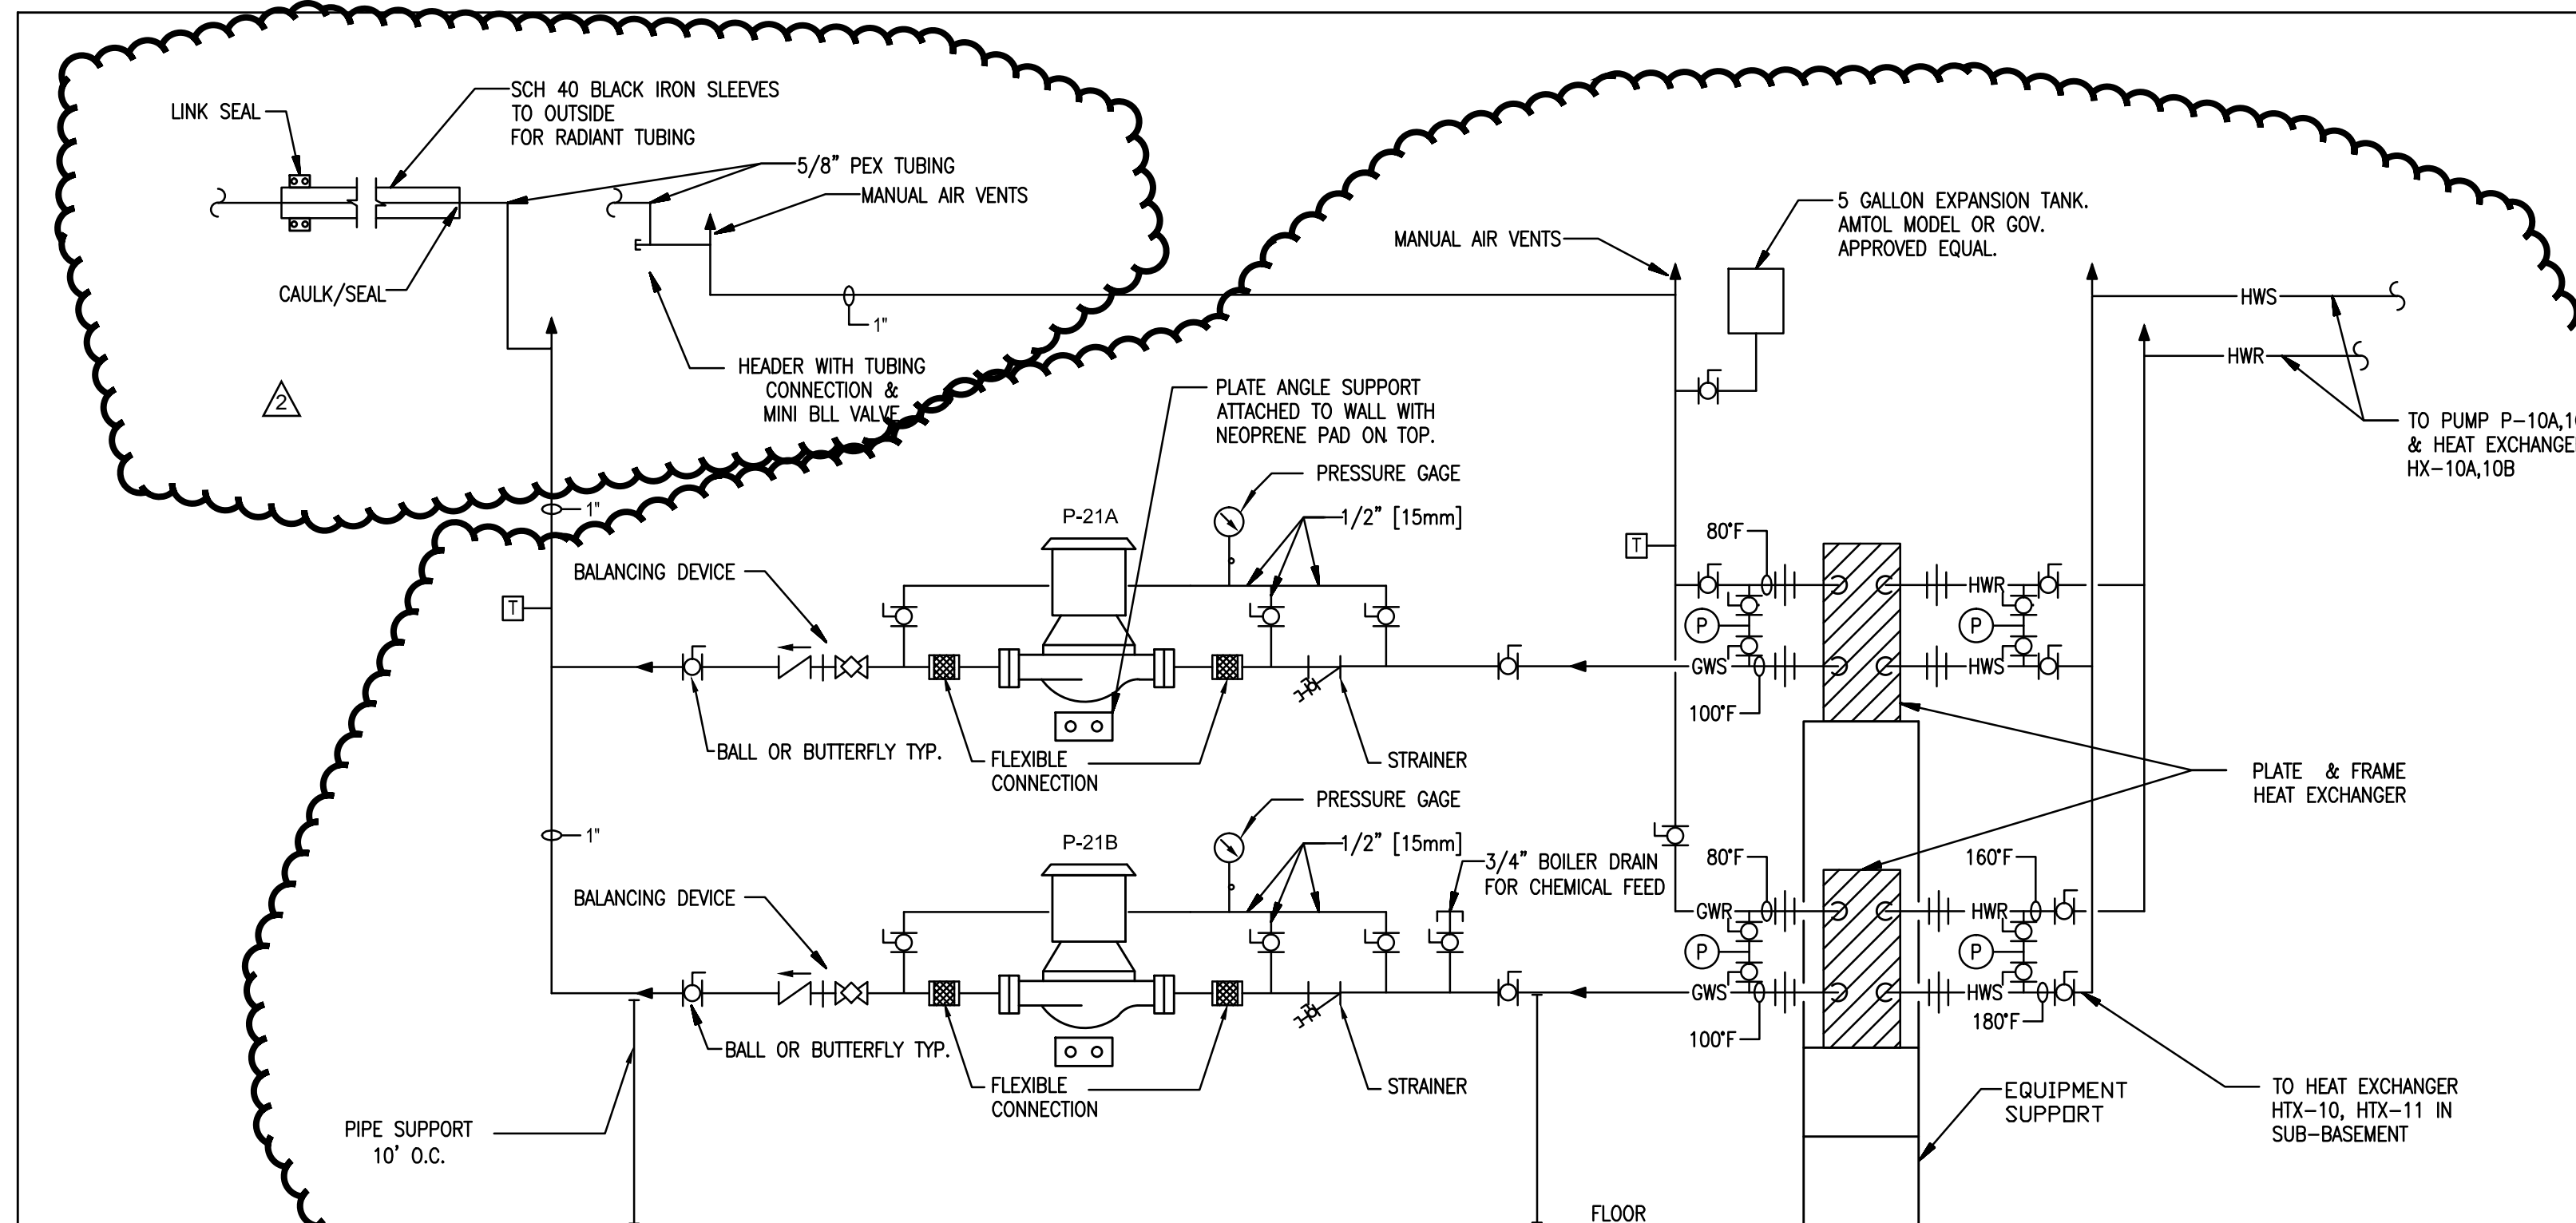 LINK SEAL
SCH 40 BLACK IRON SLEEVES
TO OUTSIDE
FOR RADIANT TUBING
5/8" PEX TUBING
MANUAL AIR VENTS
CAULK/SEAL
1"
HEADER WITH TUBING
CONNECTION &
MINI BLL VALVE
2
MANUAL AIR VENTS
5 GALLON EXPANSION TANK.
AMTOL MODEL OR GOV.
APPROVED EQUAL.
HWS
HWR
TO PUMP P-10A,
& HEAT
HX-10A,10B
PLATE ANGLE SUPPORT
ATTACHED TO WALL WITH
NEOPRENE PAD ON TOP.
PRESSURE GAGE
1/2" [15mm]
P-21A
1"
BALANCING DEVICE
T
T
80°F
HWR
P
P
GWS
HWS
100°F
BALL OR BUTTERFLY TYP.
FLEXIBLE
CONNECTION
STRAINER
PLATE & FRAME
HEAT EXCHANGER
PRESSURE GAGE
1/2" [15mm]
P-21B
1"
3/4" BOILER DRAIN
FOR CHEMICAL FEED
BALANCING DEVICE
80°F
160°F
GWR
HWR
P
P
GWS
HWS
100°F
180°F
BALL OR BUTTERFLY TYP.
FLEXIBLE
CONNECTION
STRAINER
EQUIPMENT
SUPPORT
TO HEAT EXCHANGER
HTX-10, HTX-11 IN
SUB-BASEMENT
PIPE SUPPORT
10' O.C.
FLOOR